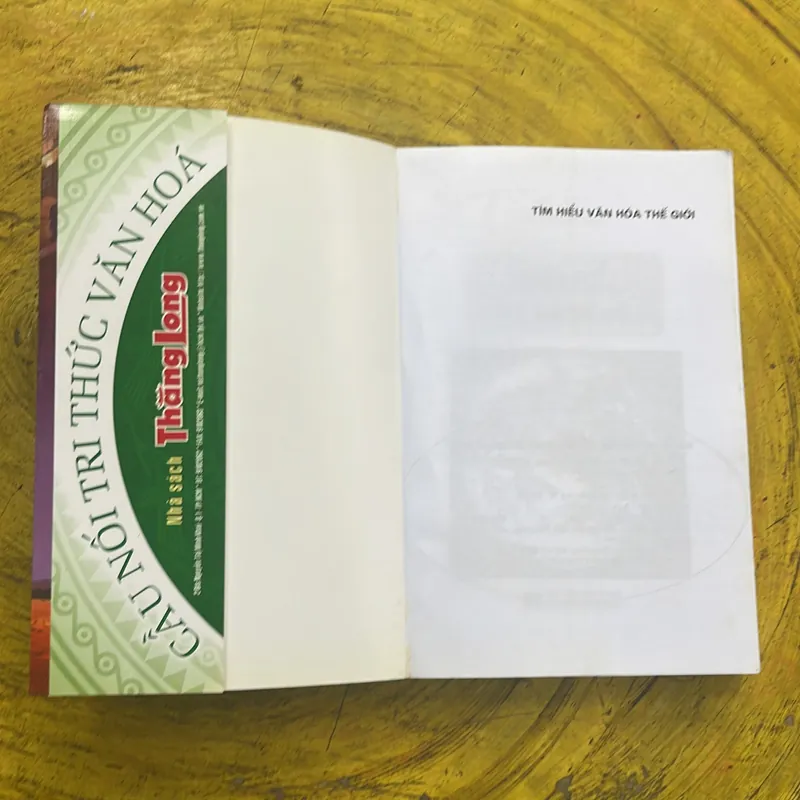 CẦU NỐI TRI THỨC VĂN HOÁ
Nhà sách
Thăng Long
TÌM HIỂU VĂN HÓA THẾ GIỚI